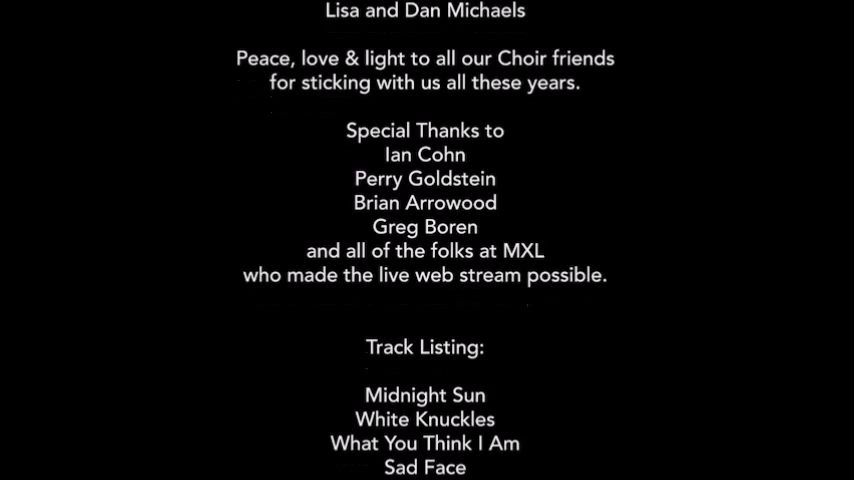 Lisa and Dan Michaels
Peace, love & light to all our Choir friends
for sticking with us all these years.
Special Thanks to
Ian Cohn
Perry Goldstein
Brian Arrowood
Greg Boren
and all of the folks at MXL
who made the live web stream possible.
Track Listing:
Midnight Sun
White Knuckles
What You Think I Am
Sad Face